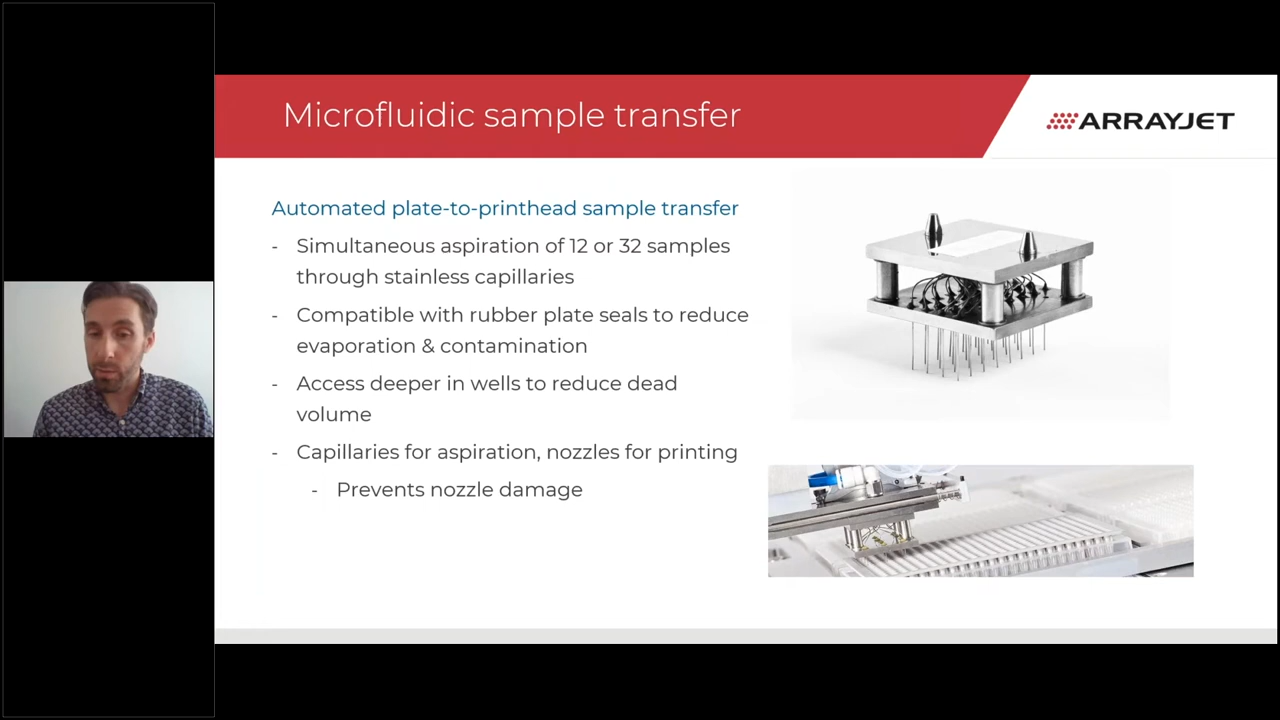 Microfluidic sample transfer
ARRAYJET
Automated plate-to-printhead sample transfer
- Simultaneous aspiration of 12 or 32 samples
through stainless capillaries
- Compatible with rubber plate seals to reduce
evaporation & contamination
- Access deeper in wells to reduce dead
volume
- Capillaries for aspiration, nozzles for printing
- Prevents nozzle damage